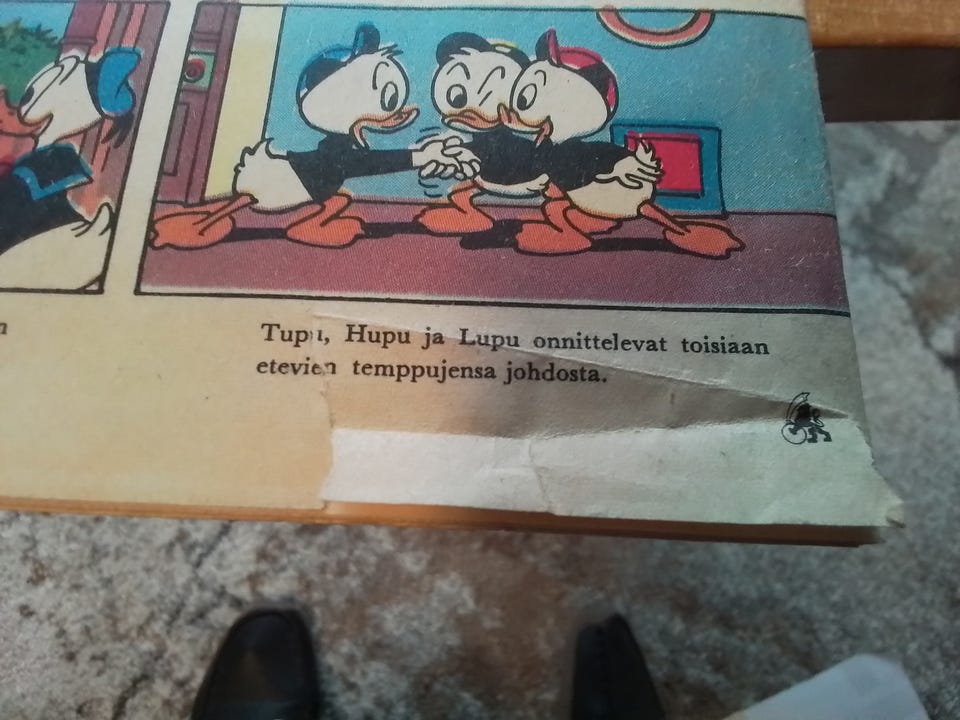 n
Tupu, Hupu ja Lupu onnittelevat toisiaan
etevien temppujensa johdosta.